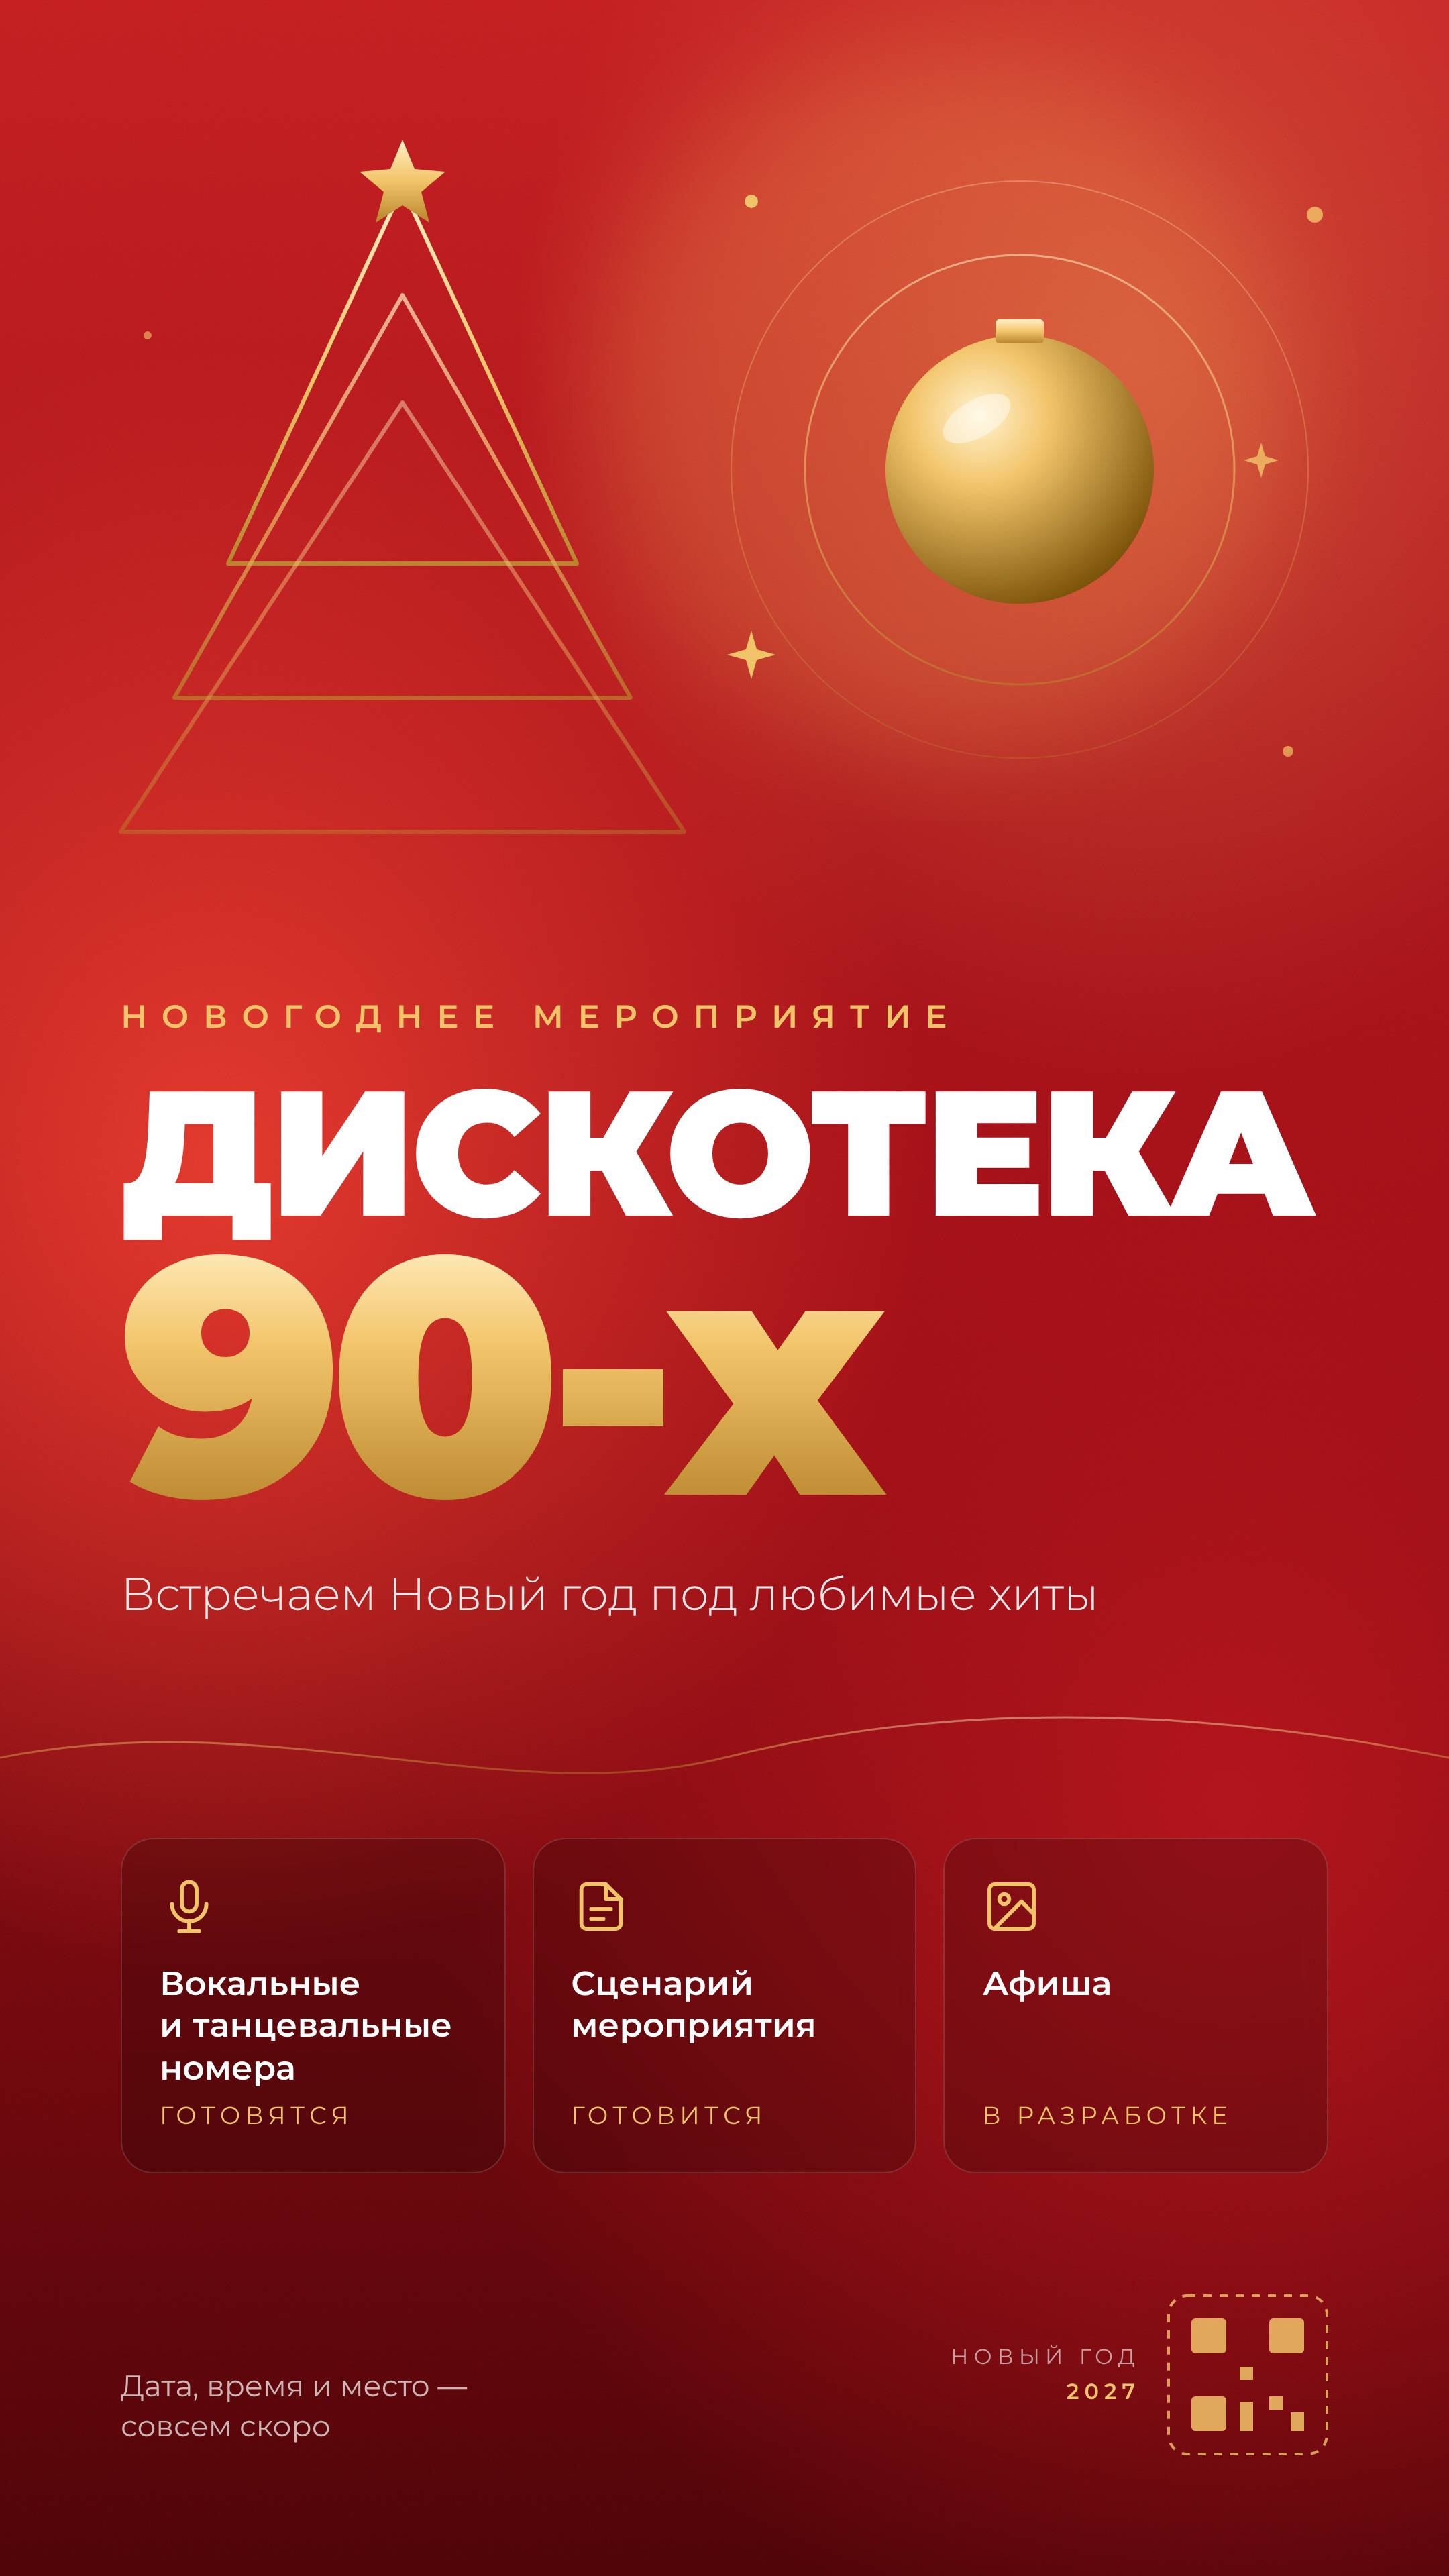 НОВОГОДНЕЕ МЕРОПРИЯТИЕ
ДИСКОТЕКА
90-х
Встречаем Новый год под любимые хиты
Вокальные
и танцевальные
номера
ГОТОВЯТСЯ
Сценарий
мероприятия
ГОТОВИТСЯ
Афиша
В РАЗРАБОТКЕ
Дата, время и место —
совсем скоро
НОВЫЙ ГОД
2027